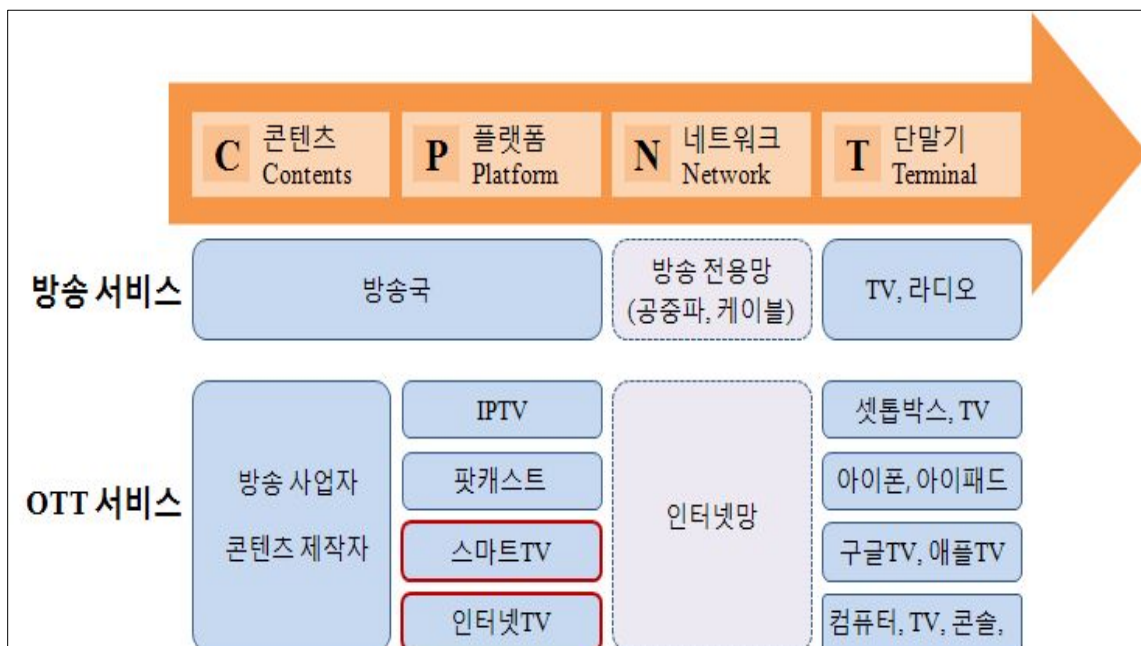 C 콘텐츠 Contents
P 플랫폼 Platform
N 네트워크 Network
T 단말기 Terminal
방송 서비스
방송국
방송 전용망
(공중파, 케이블)
TV, 라디오
OTT 서비스
방송 사업자
콘텐츠 제작자
IPTV
팟캐스트
스마트TV
인터넷TV
인터넷망
셋톱박스, TV
아이폰, 아이패드
구글TV, 애플TV
컴퓨터, TV, 콘솔,